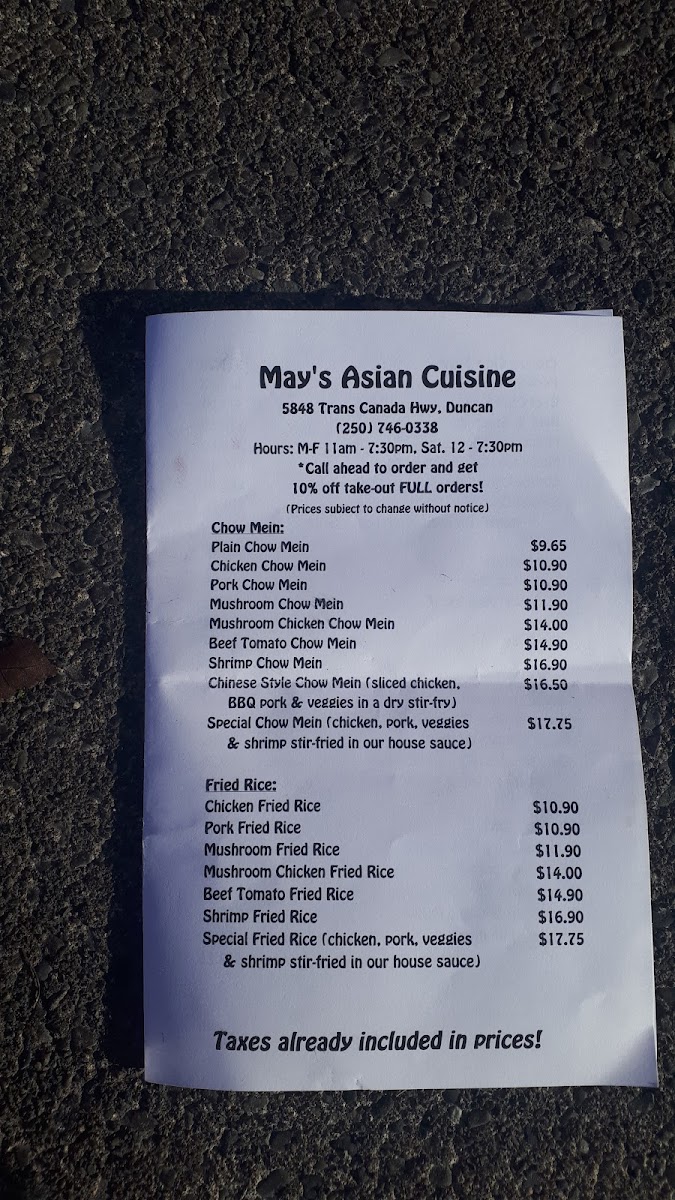 May's Asian Cuisine
5848 Trans Canada Hwy, Duncan
(250) 746-0338
Hours: M-F 11am - 7:30pm, Sat. 12 - 7:30pm
*Call ahead to order and get
10% off take-out FULL orders!
(Prices subject to change without notice)
Chow Mein:
Plain Chow Mein $9.65
Chicken Chow Mein $10.90
Pork Chow Mein $10.90
Mushroom Chow Mein $11.90
Mushroom Chicken Chow Mein $14.00
Beef Tomato Chow Mein $14.90
Shrimp Chow Mein $16.90
Chinese Style Chow Mein (sliced chicken, $16.50
BBQ pork & veggies in a dry stir-fry)
Special Chow Mein (chicken, pork, veggies $17.75
& shrimp stir-fried in our house sauce)
Fried Rice:
Chicken Fried Rice $10.90
Pork Fried Rice $10.90
Mushroom Fried Rice $11.90
Mushroom Chicken Fried Rice $14.00
Beef Tomato Fried Rice $14.90
Shrimp Fried Rice $16.90
Special Fried Rice (chicken, pork, veggies $17.75
& shrimp stir-fried in our house sauce)
Taxes already included in prices!